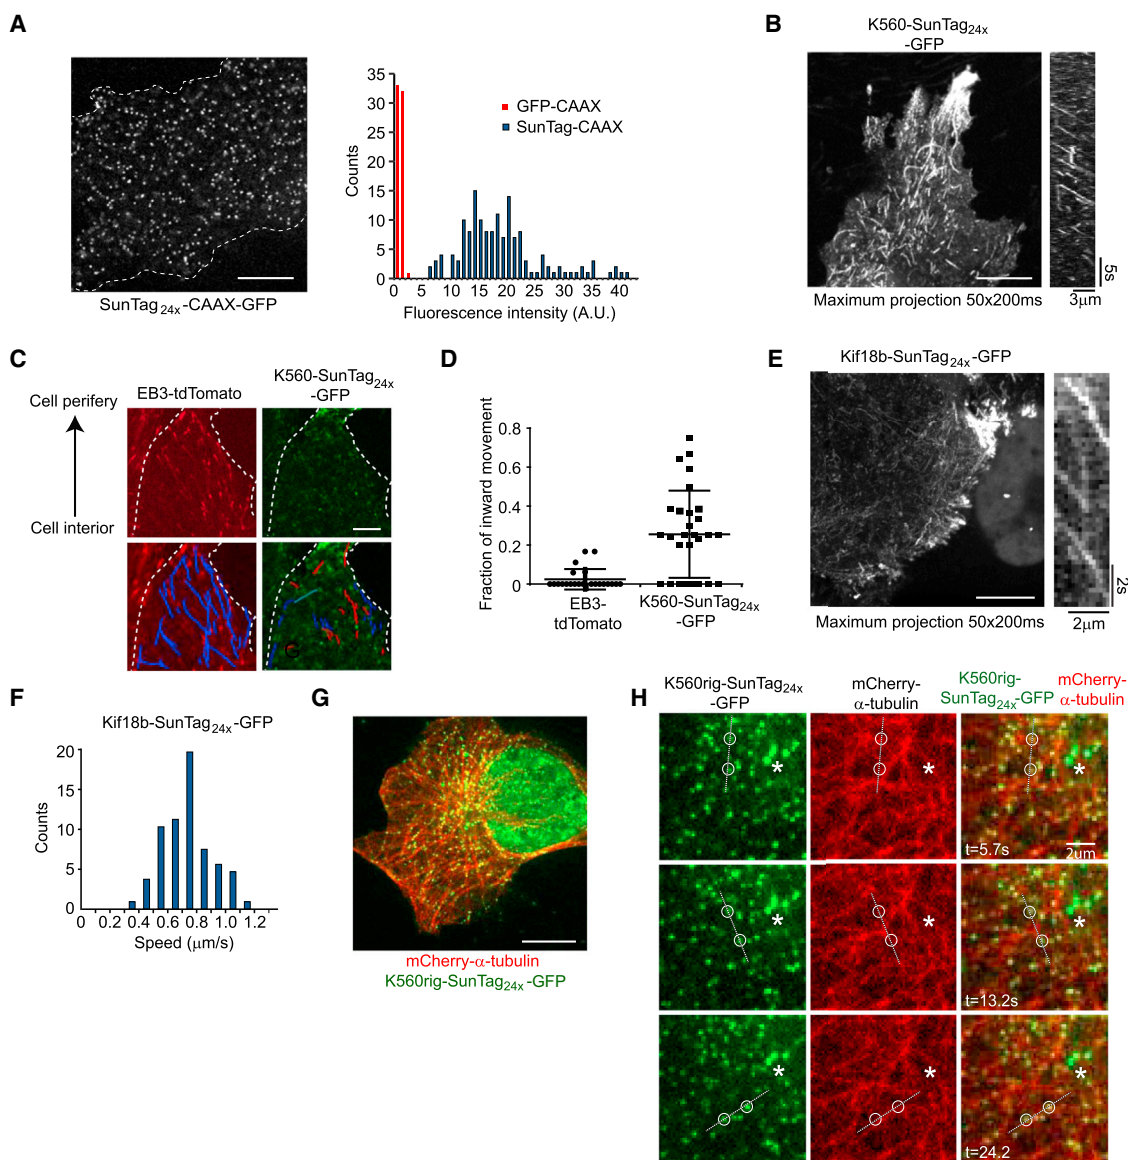 A
SunTag24x-CAAX-GFP
35
30
25
20
15
10
5
0
Counts
0 5 10 15 20 25 30 35 40
Fluorescence intensity (A.U.)
GFP-CAAX
SunTag-CAAX
B
K560-SunTag24x
-GFP
Maximum projection 50x200ms
5s
3μm
C
Cell perifery
Cell interior
EB3-tdTomato
K560-SunTag24x
-GFP
G
D
Fraction of inward movement
0.8
0.6
0.4
0.2
0
EB3-
tdTomato
K560-SunTag24x
-GFP
E
Kif18b-SunTag24x-GFP
Maximum projection 50x200ms
2s
2μm
F
Kif18b-SunTag24x-GFP
20
15
10
5
0
Counts
0 0.2 0.4 0.6 0.8 1.0 1.2
Speed (μm/s)
G
mCherry-α-tubulin
K560rig-SunTag24x-GFP
H
K560rig-SunTag24x
-GFP
mCherry-
α-tubulin
K560rig-
SunTag24x-GFP
mCherry-
α-tubulin
* * *
t=5.7s
2um
* * *
t=13.2s
* * *
t=24.2